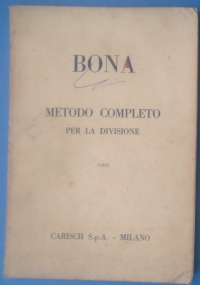 BONA
METODO COMPLETO
PER LA DIVISIONE
CARISCH S.p.A. - MILANO